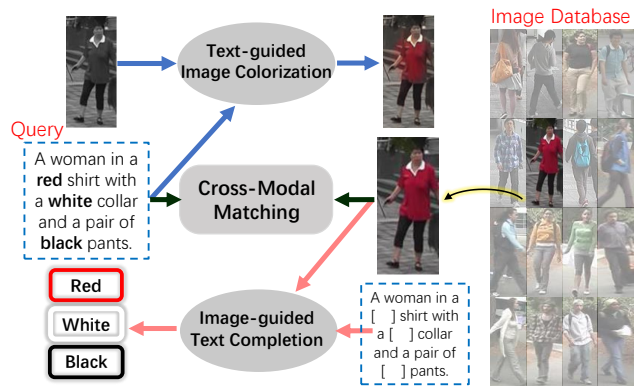 Image Database
Text-guided
Image Colorization
Query
A woman in a
red shirt with
a white collar
and a pair of
black pants.
Cross-Modal
Matching
Red
White
Black
Image-guided
Text Completion
A woman in a
[ ] shirt with
a [ ] collar
and a pair of
[ ] pants.